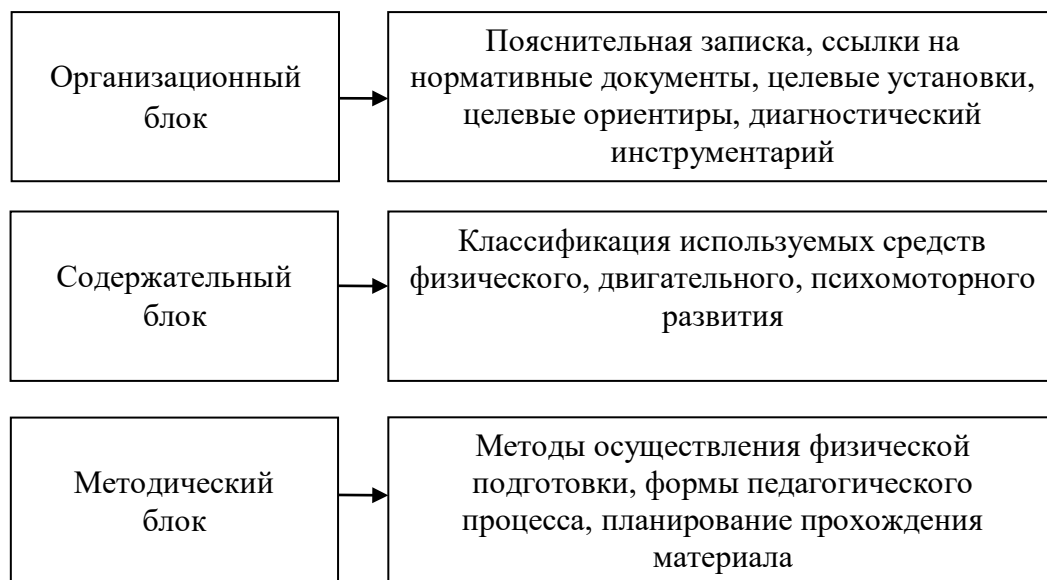 Организационный
блок
Пояснительная записка, ссылки на
нормативные документы, целевые установки,
целевые ориентиры, диагностический
инструментарий
Содержательный
блок
Классификация используемых средств
физического, двигательного, психомоторного
развития
Методический
блок
Методы осуществления физической
подготовки, формы педагогического
процесса, планирование прохождения
материала